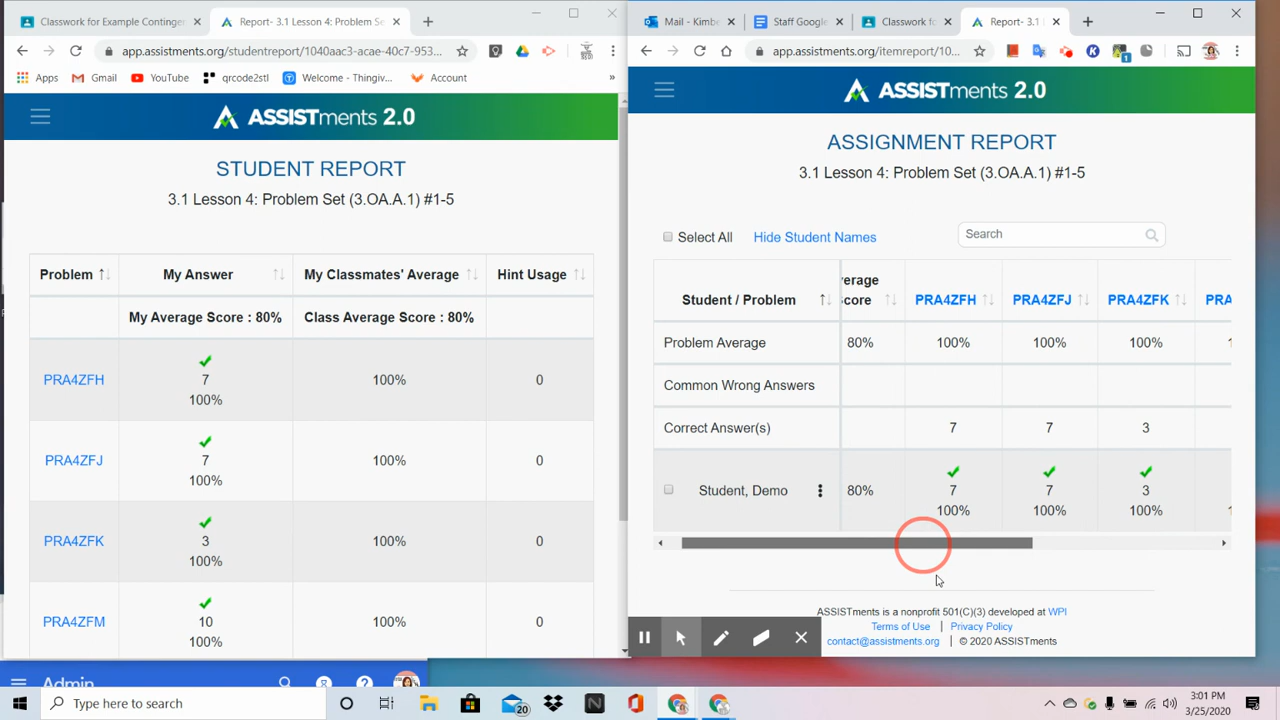 Classwork for Example Contingen
Report- 3.1 Lesson 4: Problem Se
app.assistments.org/studentreport/1040aac3-acae-40c7-953...
Apps
Gmail
YouTube
qrcode2stl
Welcome - Thingiv...
Account
ASSISTments 2.0
STUDENT REPORT
3.1 Lesson 4: Problem Set (3.OA.A.1) #1-5
Problem My Answer My Classmates' Average Hint Usage
My Average Score : 80% Class Average Score : 80%
7
PRA4ZFH 100% 0
100%
7
PRA4ZFJ 100% 0
100%
3
PRA4ZFK 100% 0
100%
10
PRA4ZFM 100% 0
100%
Admin
Mail - Kimbe
Staff Google
Classwork fo
Report- 3.1
app.assistments.org/itemreport/10...
1
ASSISTments 2.0
ASSIGNMENT REPORT
3.1 Lesson 4: Problem Set (3.OA.A.1) #1-5
Select All Hide Student Names Search
Student / Problem verage Score PRA4ZFH PRA4ZFJ PRA4ZFK PRA
Problem Average 80% 100% 100% 100% 1
Common Wrong Answers
Correct Answer(s) 7 7 3
Student, Demo 80% 7 7 3
100% 100% 100% 1
ASSISTments is a nonprofit 501(C)(3) developed at WPI
Terms of Use | Privacy Policy
contact@assistments.org | © 2020 ASSISTments
Type here to search
20
N
3:01 PM
3/25/2020